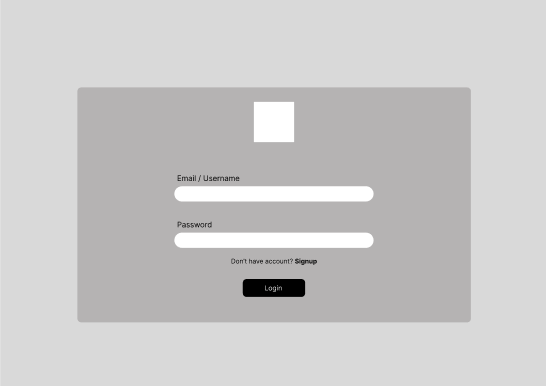 Email / Username
Password
Don't have account? Signup
Login